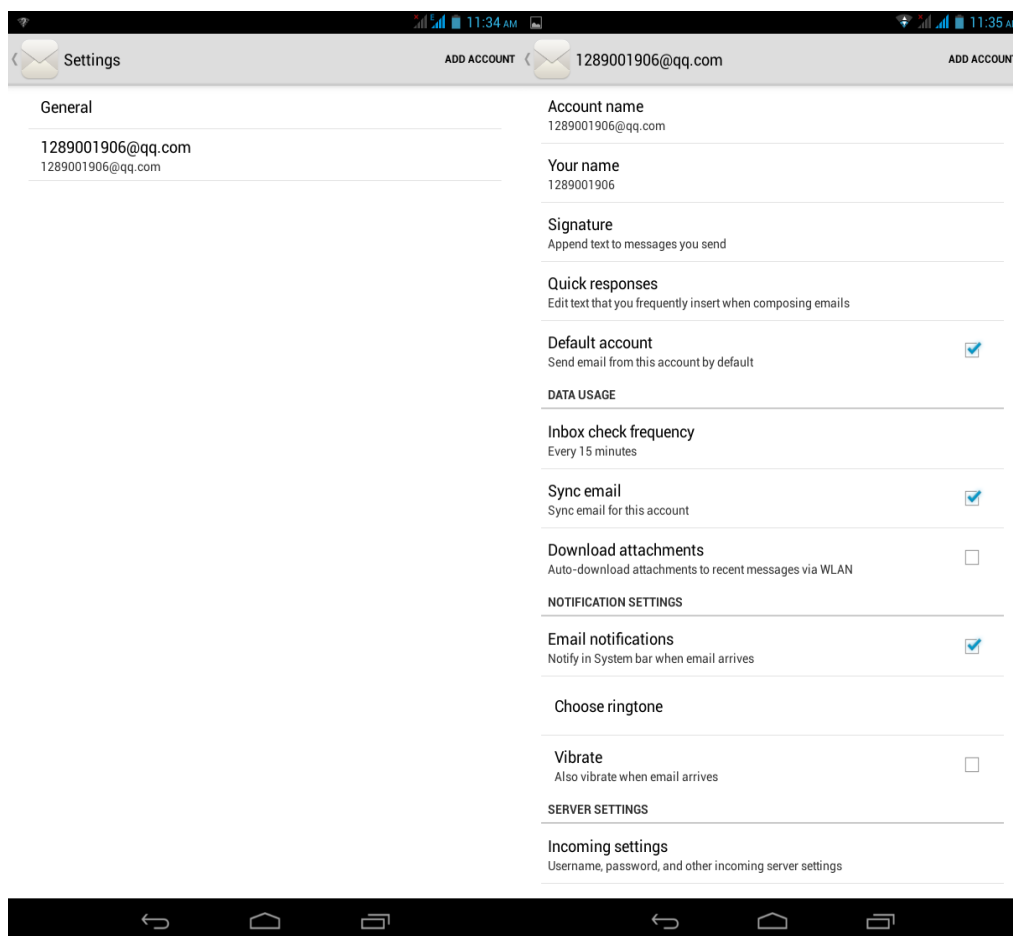 11:34 AM
Settings
ADD ACCOUNT
General
1289001906@qq.com
1289001906@qq.com
11:35 A
1289001906@qq.com
ADD ACCOUN
Account name
1289001906@qq.com
Your name
1289001906
Signature
Append text to messages you send
Quick responses
Edit text that you frequently insert when composing emails
Default account
Send email from this account by default
DATA USAGE
Inbox check frequency
Every 15 minutes
Sync email
Sync email for this account
Download attachments
Auto-download attachments to recent messages via WLAN
NOTIFICATION SETTINGS
Email notifications
Notify in System bar when email arrives
Choose ringtone
Vibrate
Also vibrate when email arrives
SERVER SETTINGS
Incoming settings
Username, password, and other incoming server settings